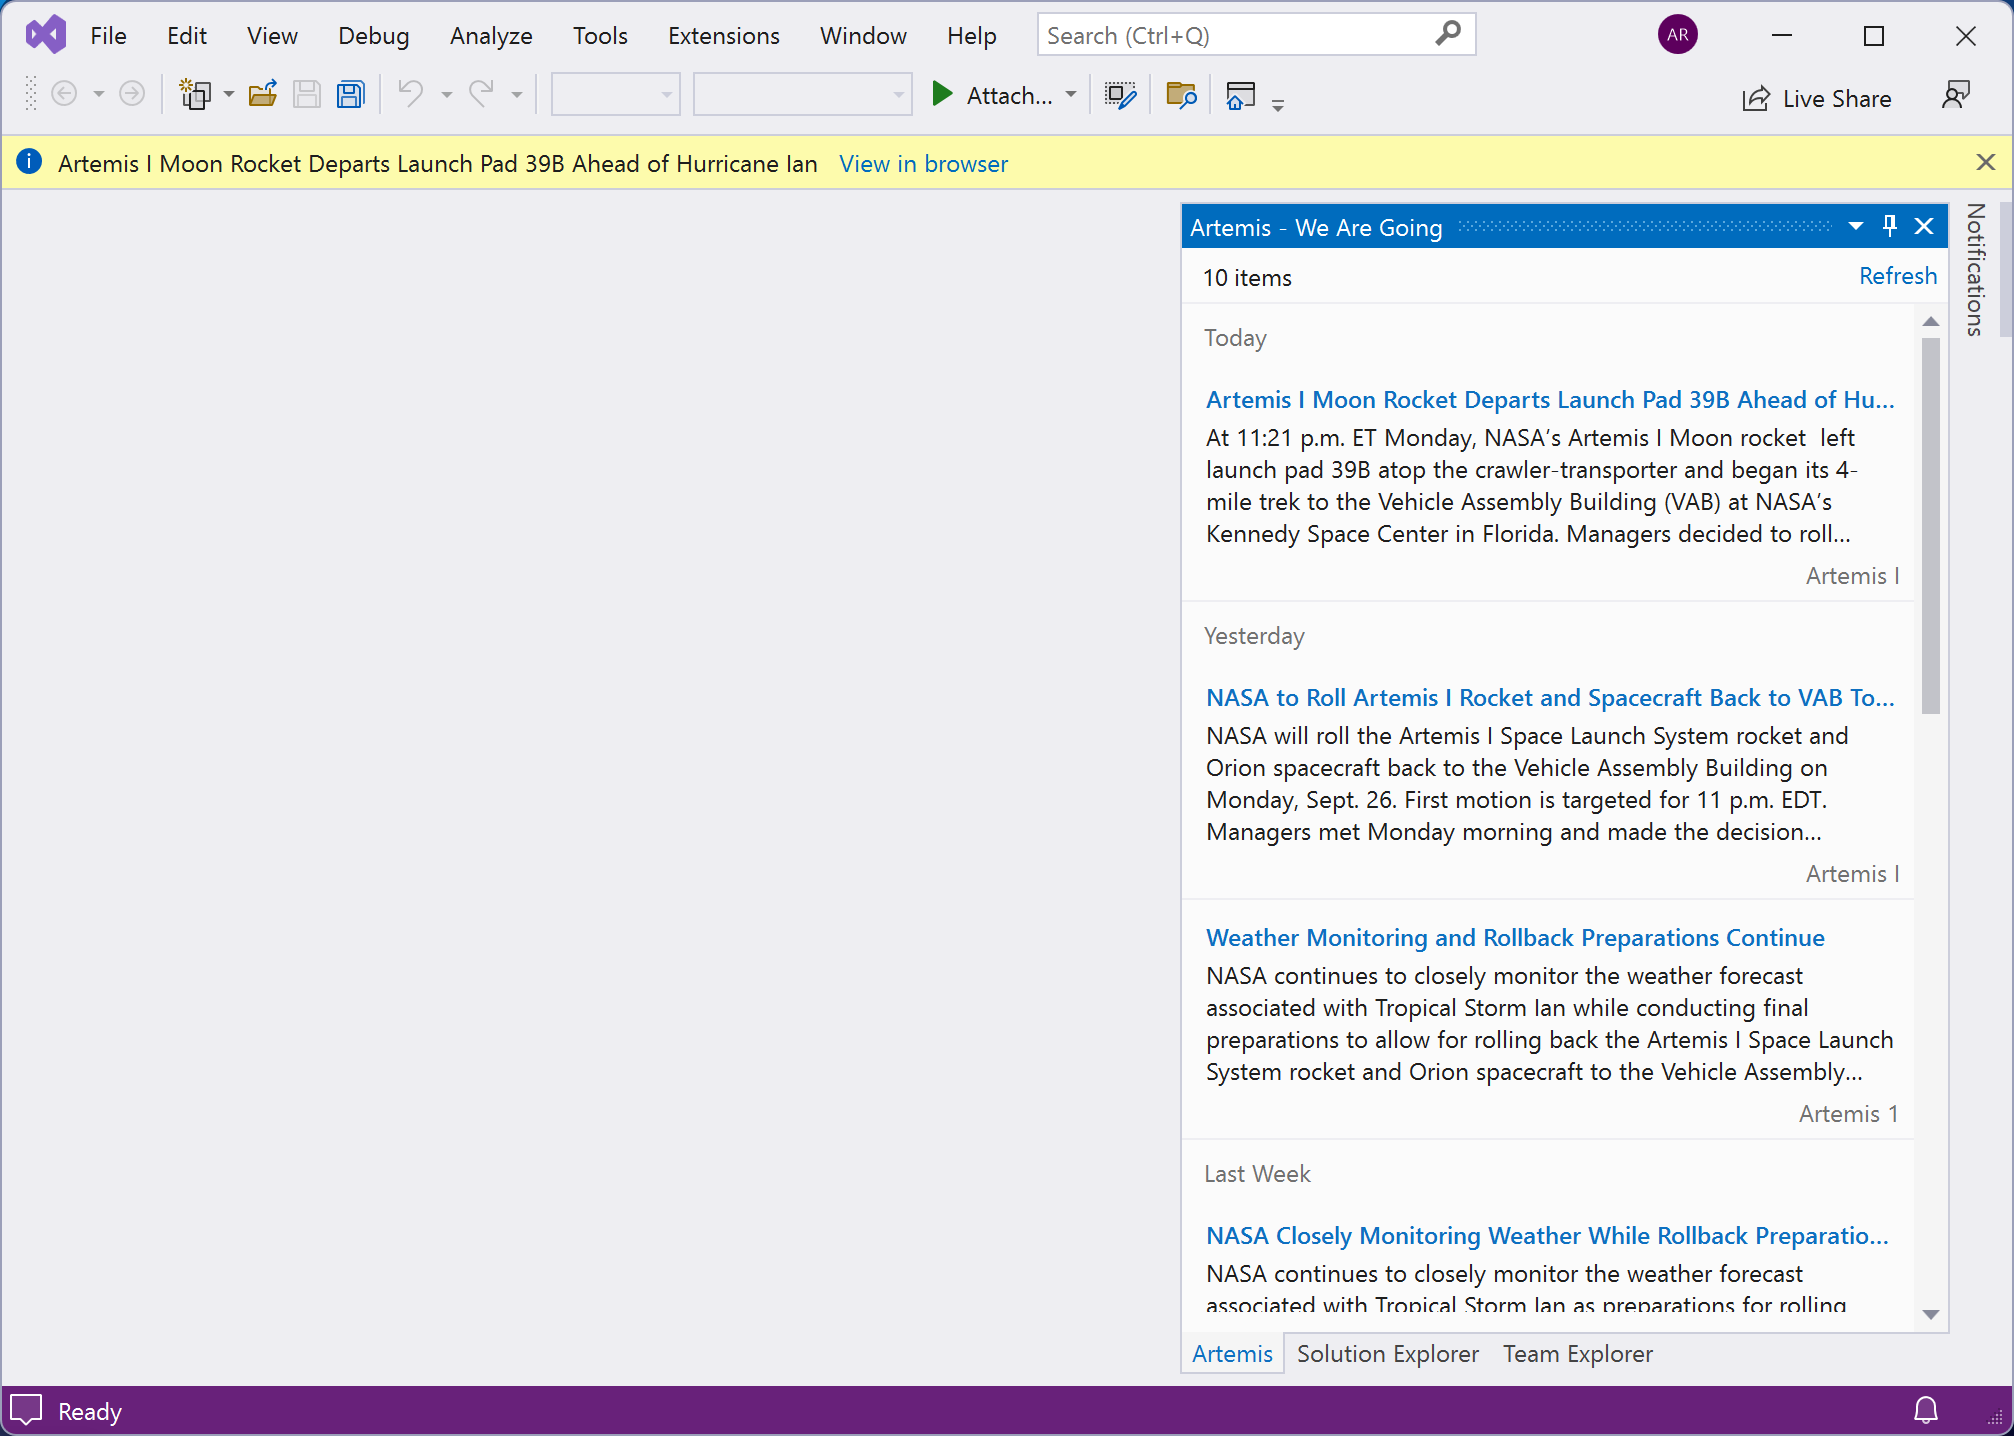 File Edit View Debug Analyze Tools Extensions Window Help Search (Ctrl+Q) AR
Attach... Live Share
Artemis I Moon Rocket Departs Launch Pad 39B Ahead of Hurricane Ian View in browser
Notifications
Artemis - We Are Going
10 items Refresh
Today
Artemis I Moon Rocket Departs Launch Pad 39B Ahead of Hu...
At 11:21 p.m. ET Monday, NASA’s Artemis I Moon rocket left
launch pad 39B atop the crawler-transporter and began its 4-
mile trek to the Vehicle Assembly Building (VAB) at NASA’s
Kennedy Space Center in Florida. Managers decided to roll...
Artemis I
Yesterday
NASA to Roll Artemis I Rocket and Spacecraft Back to VAB To...
NASA will roll the Artemis I Space Launch System rocket and
Orion spacecraft back to the Vehicle Assembly Building on
Monday, Sept. 26. First motion is targeted for 11 p.m. EDT.
Managers met Monday morning and made the decision...
Artemis I
Weather Monitoring and Rollback Preparations Continue
NASA continues to closely monitor the weather forecast
associated with Tropical Storm Ian while conducting final
preparations to allow for rolling back the Artemis I Space Launch
System rocket and Orion spacecraft to the Vehicle Assembly...
Artemis 1
Last Week
NASA Closely Monitoring Weather While Rollback Preparatio...
NASA continues to closely monitor the weather forecast
associated with Tropical Storm Ian as preparations for rolling
Artemis Solution Explorer Team Explorer
Ready